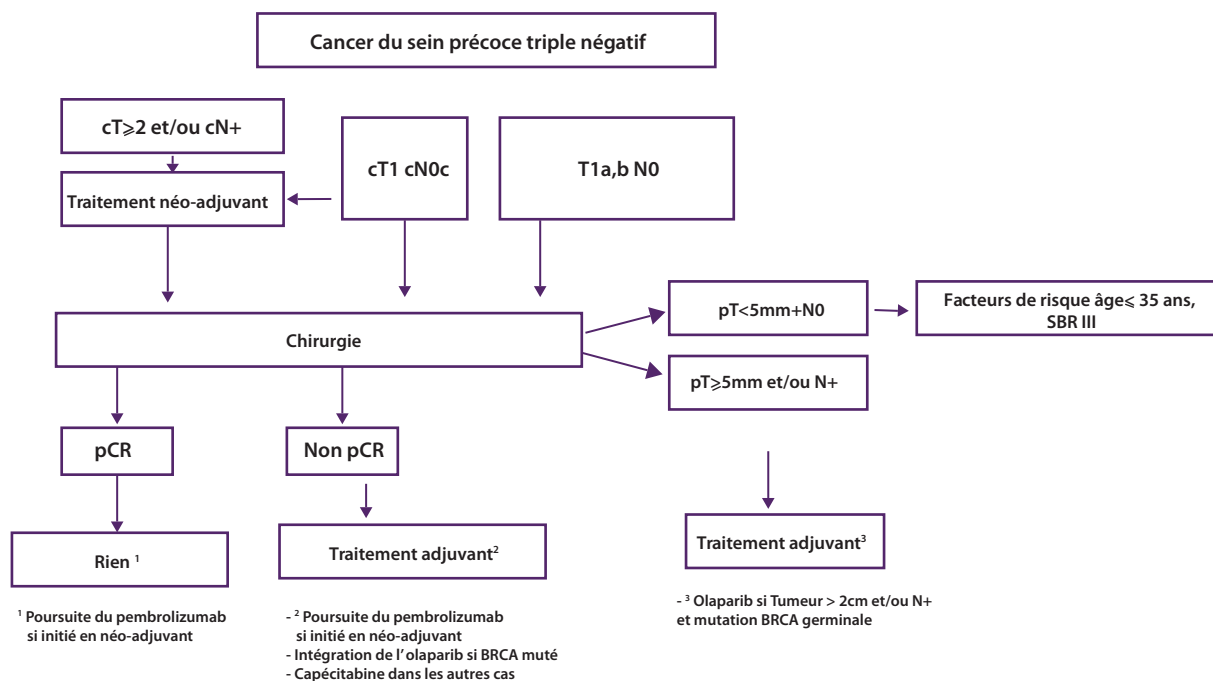 Cancer du sein précoce triple négatif
cT⩾2 et/ou cN+
Traitement néo-adjuvant
cT1 cN0c
T1a,b N0
Chirurgie
pT<5mm+N0
Facteurs de risque âge⩽ 35 ans,
SBR III
pT⩾5mm et/ou N+
pCR
Non pCR
Rien ¹
Traitement adjuvant²
Traitement adjuvant³
¹ Poursuite du pembrolizumab
si initié en néo-adjuvant
- ² Poursuite du pembrolizumab
si initié en néo-adjuvant
- Intégration de l' olaparib si BRCA muté
- Capécitabine dans les autres cas
- ³ Olaparib si Tumeur > 2cm et/ou N+
et mutation BRCA germinale